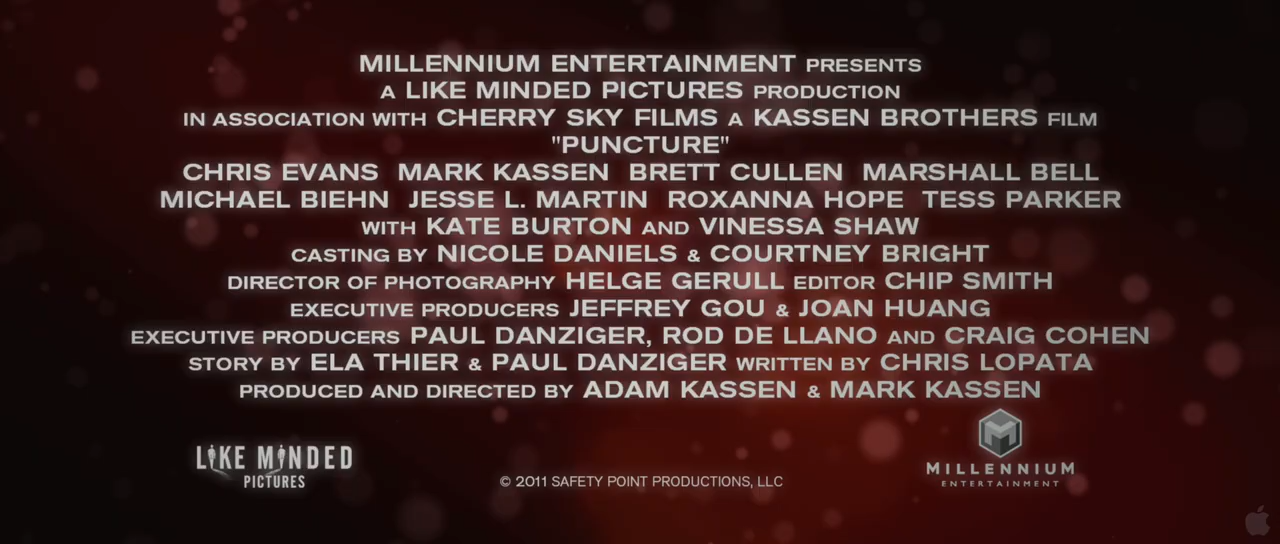 MILLENNIUM ENTERTAINMENT PRESENTS
A LIKE MINDED PICTURES PRODUCTION
IN ASSOCIATION WITH CHERRY SKY FILMS A KASSEN BROTHERS FILM
"PUNCTURE"
CHRIS EVANS MARK KASSEN BRETT CULLEN MARSHALL BELL
MICHAEL BIEHN JESSE L. MARTIN ROXANNA HOPE TESS PARKER
WITH KATE BURTON AND VINESSA SHAW
CASTING BY NICOLE DANIELS & COURTNEY BRIGHT
DIRECTOR OF PHOTOGRAPHY HELGE GERULL EDITOR CHIP SMITH
EXECUTIVE PRODUCERS JEFFREY GOU & JOAN HUANG
EXECUTIVE PRODUCERS PAUL DANZIGER, ROD DE LLANO AND CRAIG COHEN
STORY BY ELA THIER & PAUL DANZIGER WRITTEN BY CHRIS LOPATA
PRODUCED AND DIRECTED BY ADAM KASSEN & MARK KASSEN
LIKE MINDED
PICTURES
© 2011 SAFETY POINT PRODUCTIONS, LLC
MILLENNIUM
ENTERTAINMENT